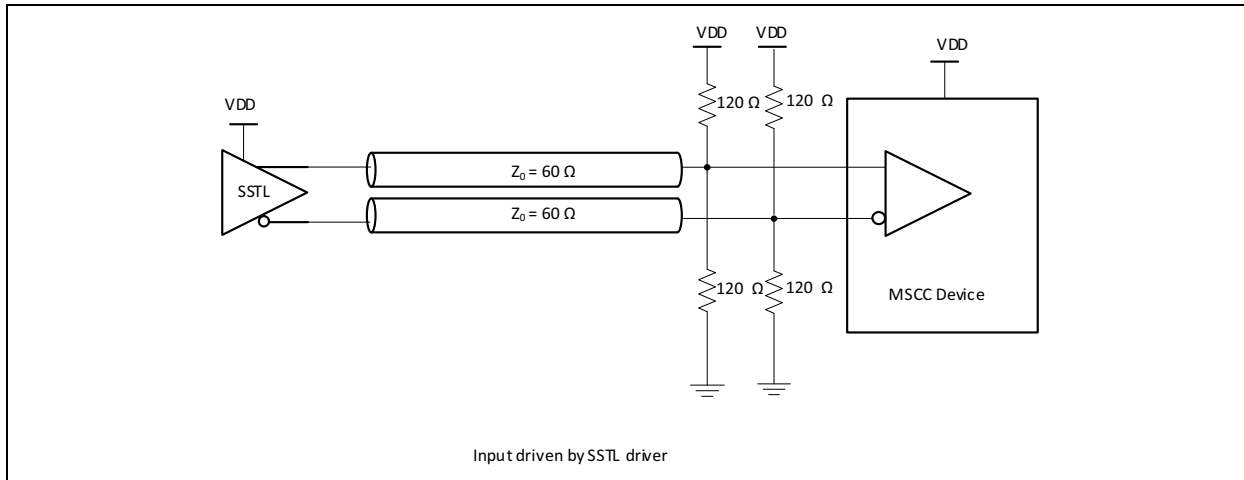 VDD VDD
VDD
120 Ω 120 Ω
VDD
SSTL
Z0 = 60 Ω
Z0 = 60 Ω
120 Ω 120 Ω
MSCC Device
Input driven by SSTL driver